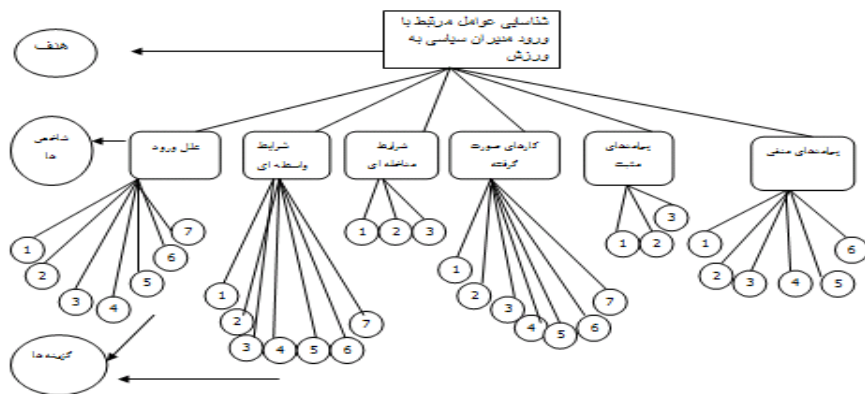 شناسایی عوامل مرتبط با
ورود مدیران سیاسی به
ورزش
هدف
شاخص
ها
علل ورود
شرایط
واسطه ای
شرایط
مداخله ای
کارهای صورت
گرفته
پیامدهای
مثبت
پیامدهای منفی
1
2
3
4
5
6
7
1
2
3
4
5
6
7
1
2
3
1
2
3
4
5
6
7
1
2
3
1
2
3
4
5
6
گزینه ها